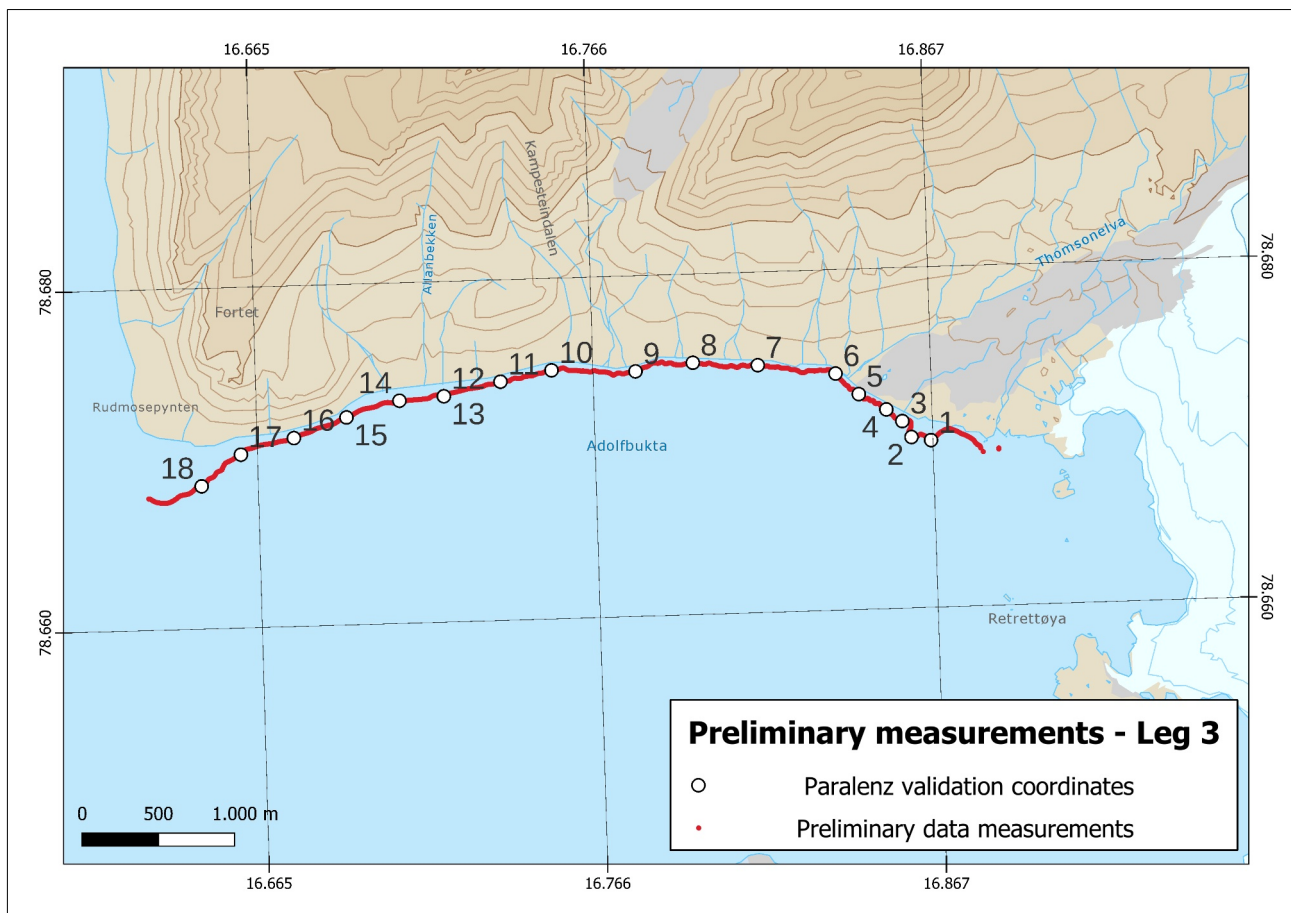 16.665
16.766
16.867
Kampesteindalen
Allanbekken
Thomsonelva
78.680
78.680
Fortet
Rudmosepynten
Adolfbukta
1
2
3
4
5
6
7
8
9
10
11
12
13
14
15
16
17
18
78.660
78.660
Retrettøya
Preliminary measurements - Leg 3
Paralenz validation coordinates
Preliminary data measurements
0 500 1.000 m
16.665
16.766
16.867